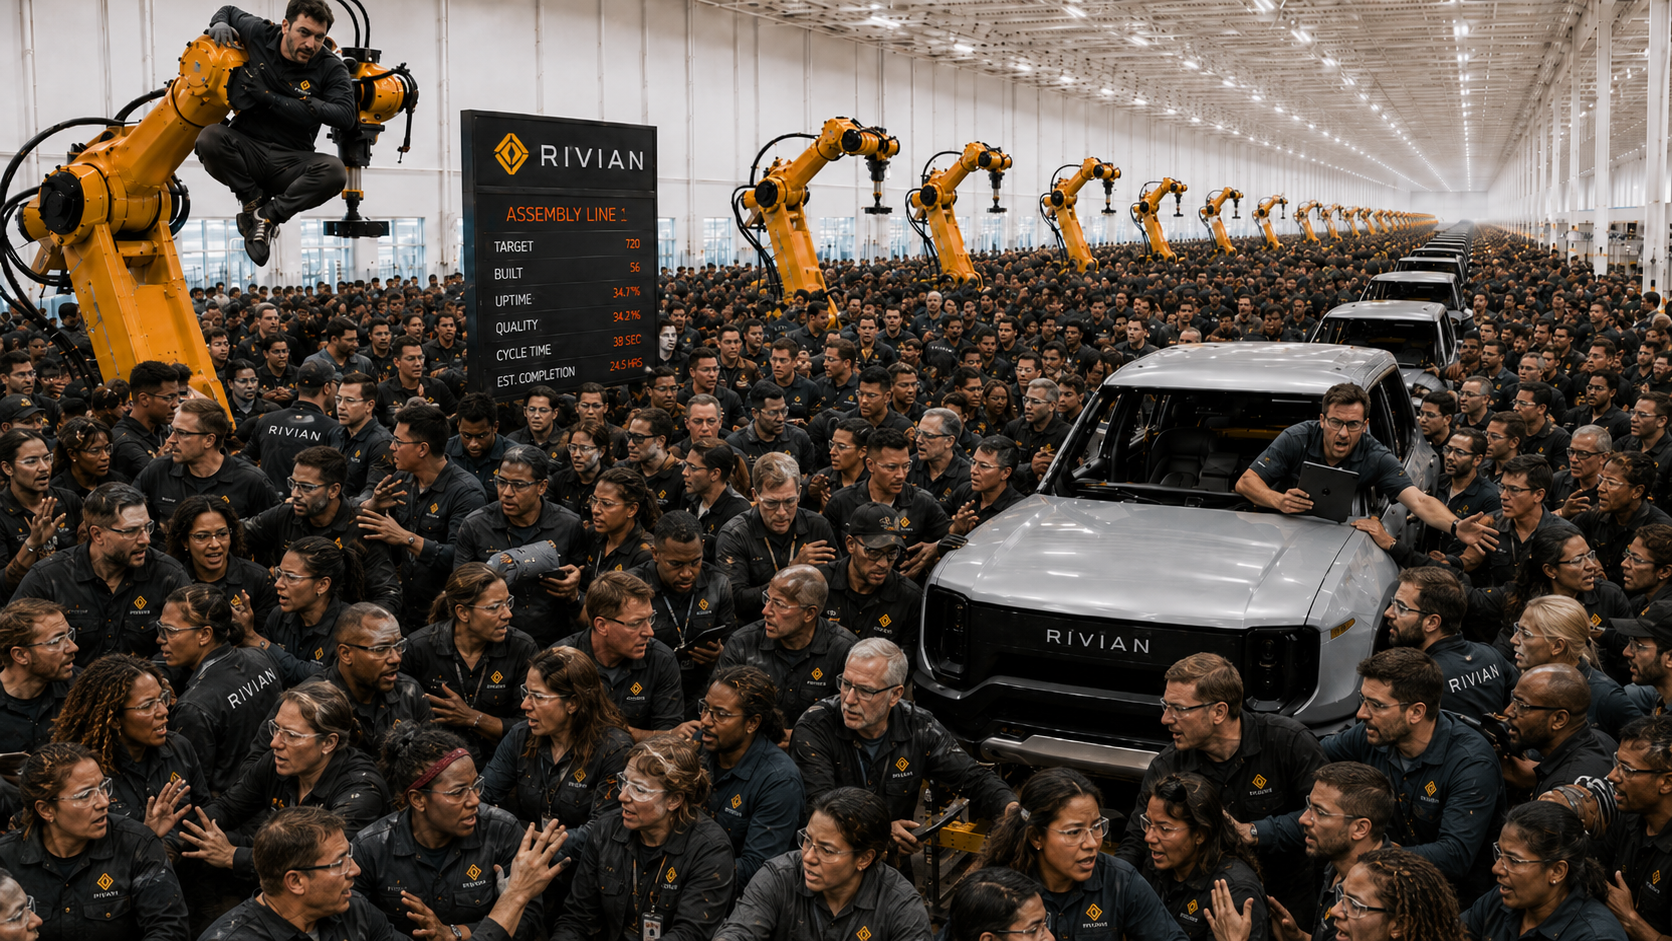 RIVIAN
ASSEMBLY LINE 1
TARGET 720
BUILT 56
UPTIME 34.7%
QUALITY 34.21%
CYCLE TIME 38 SEC
EST. COMPLETION 24.5 HRS
RIVIAN
RIVIAN
RIVIAN
RIVIAN